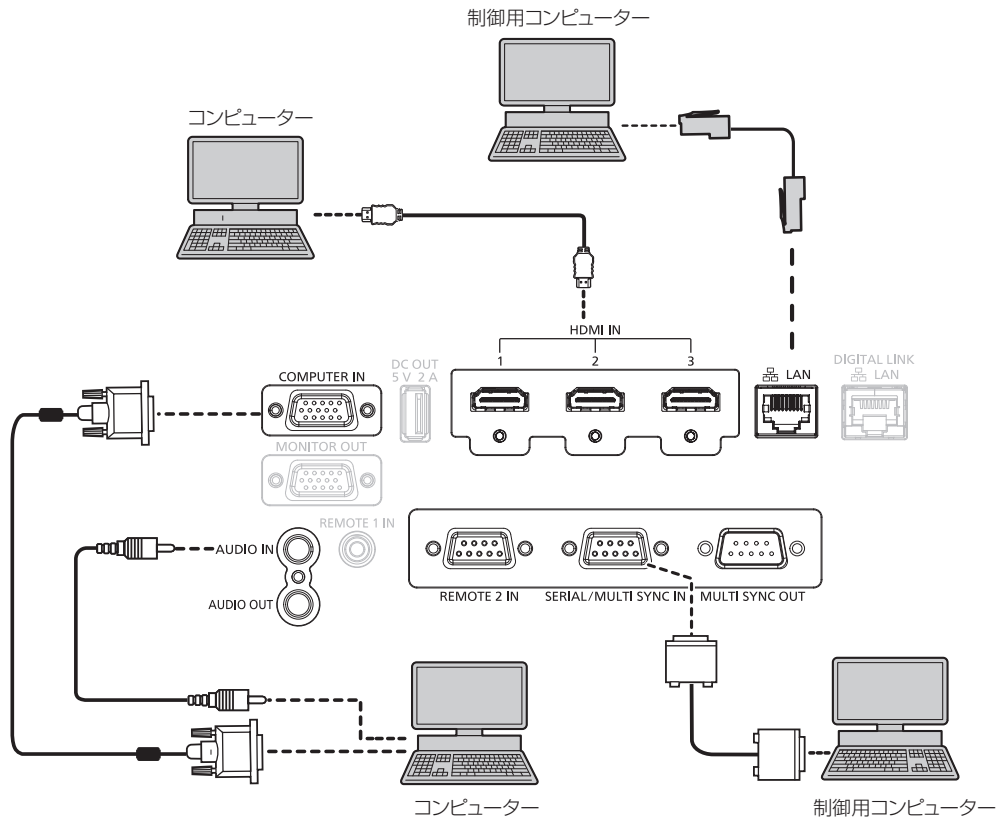 制御用コンピューター
コンピューター
HDMI IN
1 2 3
DC OUT
5 V 2 A
COMPUTER IN
LAN
DIGITAL LINK
LAN
MONITOR OUT
REMOTE 1 IN
AUDIO IN
AUDIO OUT
REMOTE 2 IN SERIAL/MULTI SYNC IN MULTI SYNC OUT
コンピューター
制御用コンピューター